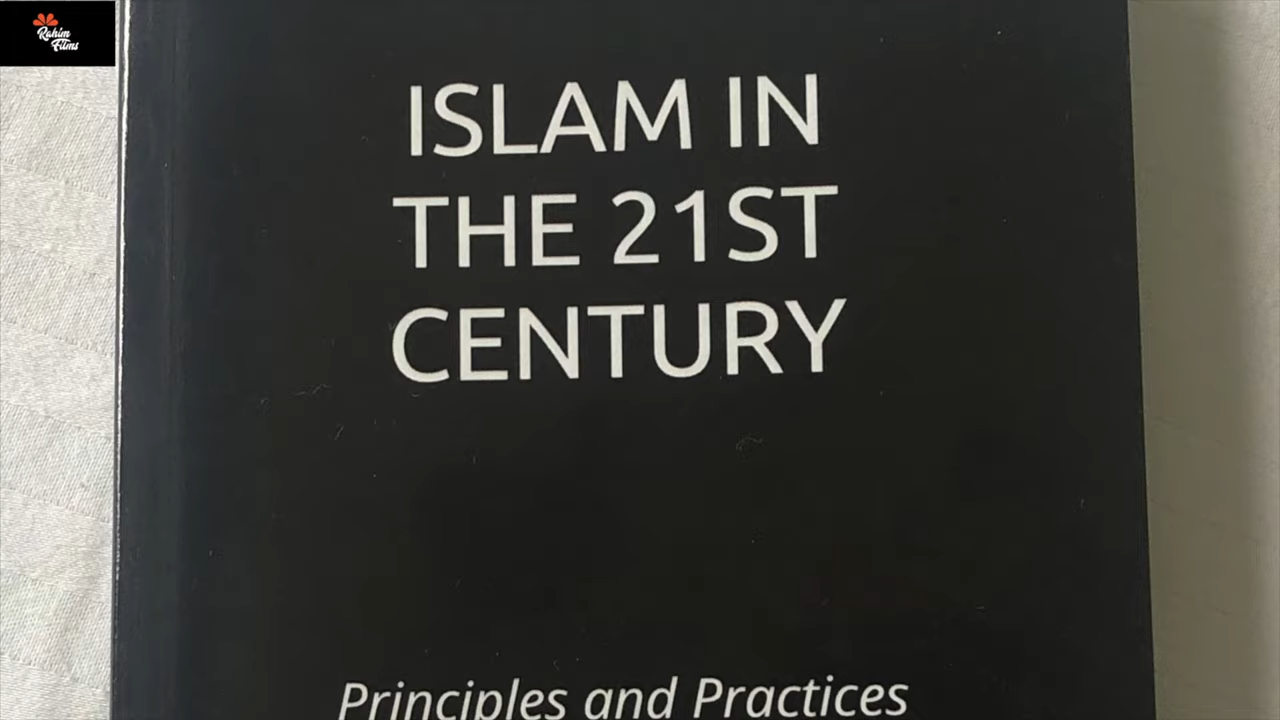 Rahim
Films
ISLAM IN
THE 21ST
CENTURY
Principles and Practices